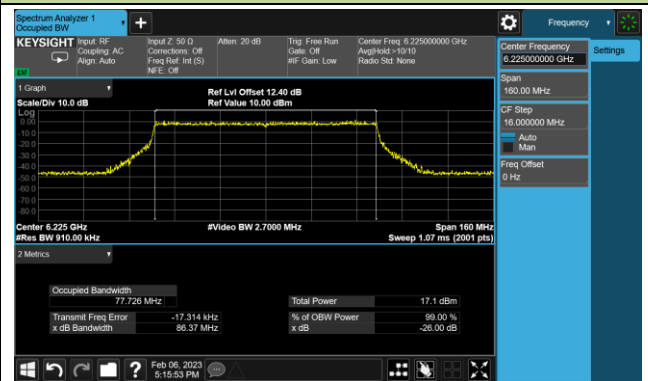 Spectrum Analyzer 1
Occupied BW
+
Frequency
KEYSIGHT
Input: RF
Coupling: AC
Align: Auto
Input Z: 50 Ω
Corrections: Off
Freq Ref: Int (S)
NFE: Off
Atten: 20 dB
Trig: Free Run
Gate: Off
#IF Gain: Low
Center Freq: 6.225000000 GHz
Avg|Hold:>10/10
Radio Std: None
Center Frequency
6.225000000 GHz
Settings
Span
160.00 MHz
CF Step
16.000000 MHz
Auto
Man
Freq Offset
0 Hz
1 Graph
Scale/Div 10.0 dB
Ref Lvl Offset 12.40 dB
Ref Value 10.00 dBm
Log
0.00
-10.0
-20.0
-30.0
-40.0
-50.0
-60.0
-70.0
-80.0
Center 6.225 GHz
#Res BW 910.00 kHz
#Video BW 2.7000 MHz
Span 160 MHz
Sweep 1.07 ms (2001 pts)
2 Metrics
Occupied Bandwidth
77.726 MHz
Total Power 17.1 dBm
Transmit Freq Error -17.314 kHz
% of OBW Power 99.00 %
x dB Bandwidth 86.37 MHz
x dB -26.00 dB
?
Feb 06, 2023
5:15:53 PM